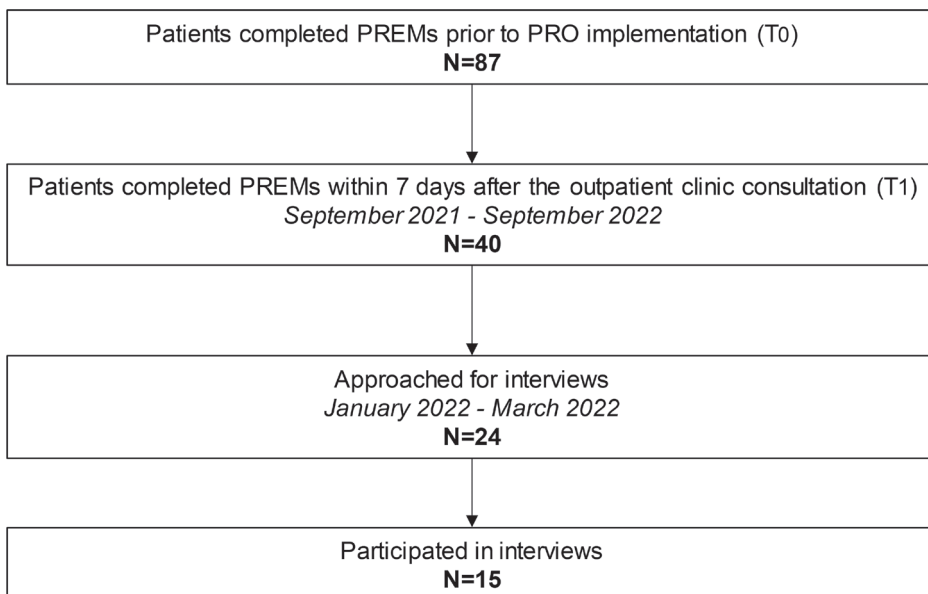 Patients completed PREMs prior to PRO implementation (T0)
N=87
Patients completed PREMs within 7 days after the outpatient clinic consultation (T1)
September 2021 - September 2022
N=40
Approached for interviews
January 2022 - March 2022
N=24
Participated in interviews
N=15